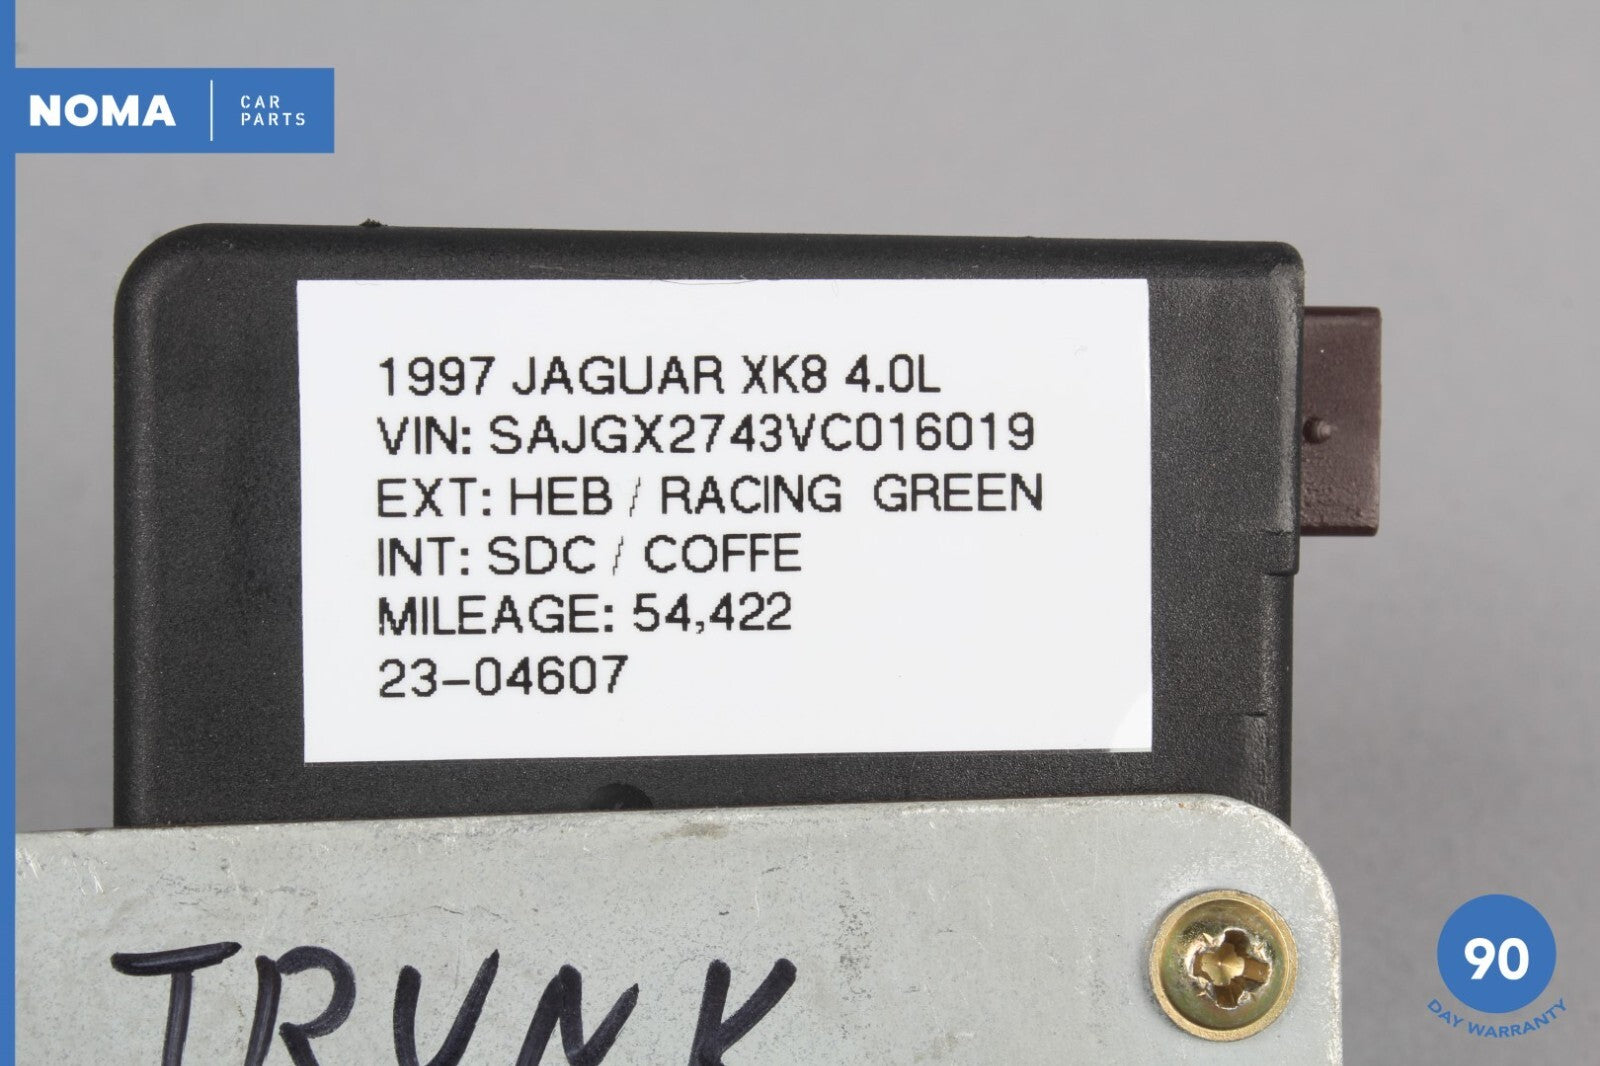 NOMA
CAR
PARTS
1997 JAGUAR XK8 4.0L
VIN: SAJGX2743VC016019
EXT: HEB / RACING GREEN
INT: SDC / COFFE
MILEAGE: 54,422
23-04607
TRUNK
90
DAY WARRANTY